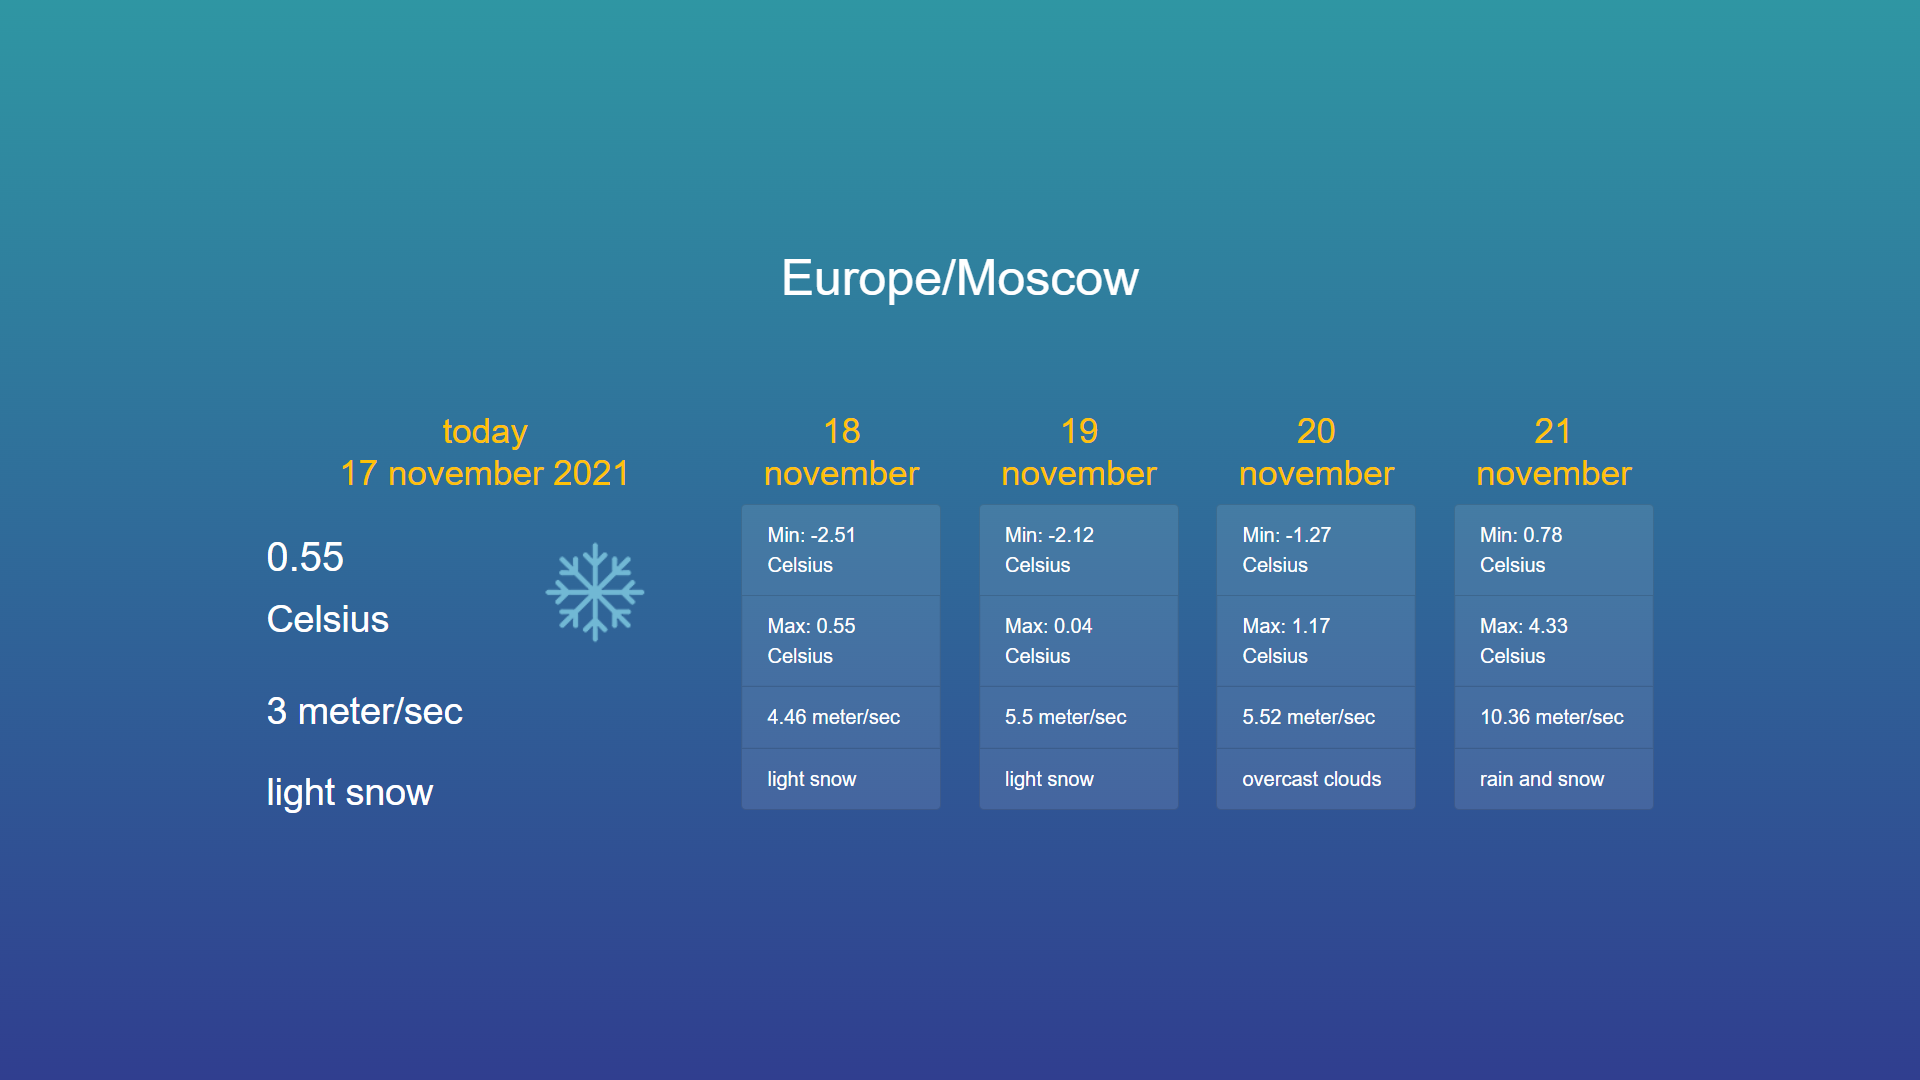 Europe/Moscow
today
17 november 2021
0.55
Celsius
3 meter/sec
light snow
18
november
Min: -2.51
Celsius
Max: 0.55
Celsius
4.46 meter/sec
light snow
19
november
Min: -2.12
Celsius
Max: 0.04
Celsius
5.5 meter/sec
light snow
20
november
Min: -1.27
Celsius
Max: 1.17
Celsius
5.52 meter/sec
overcast clouds
21
november
Min: 0.78
Celsius
Max: 4.33
Celsius
10.36 meter/sec
rain and snow